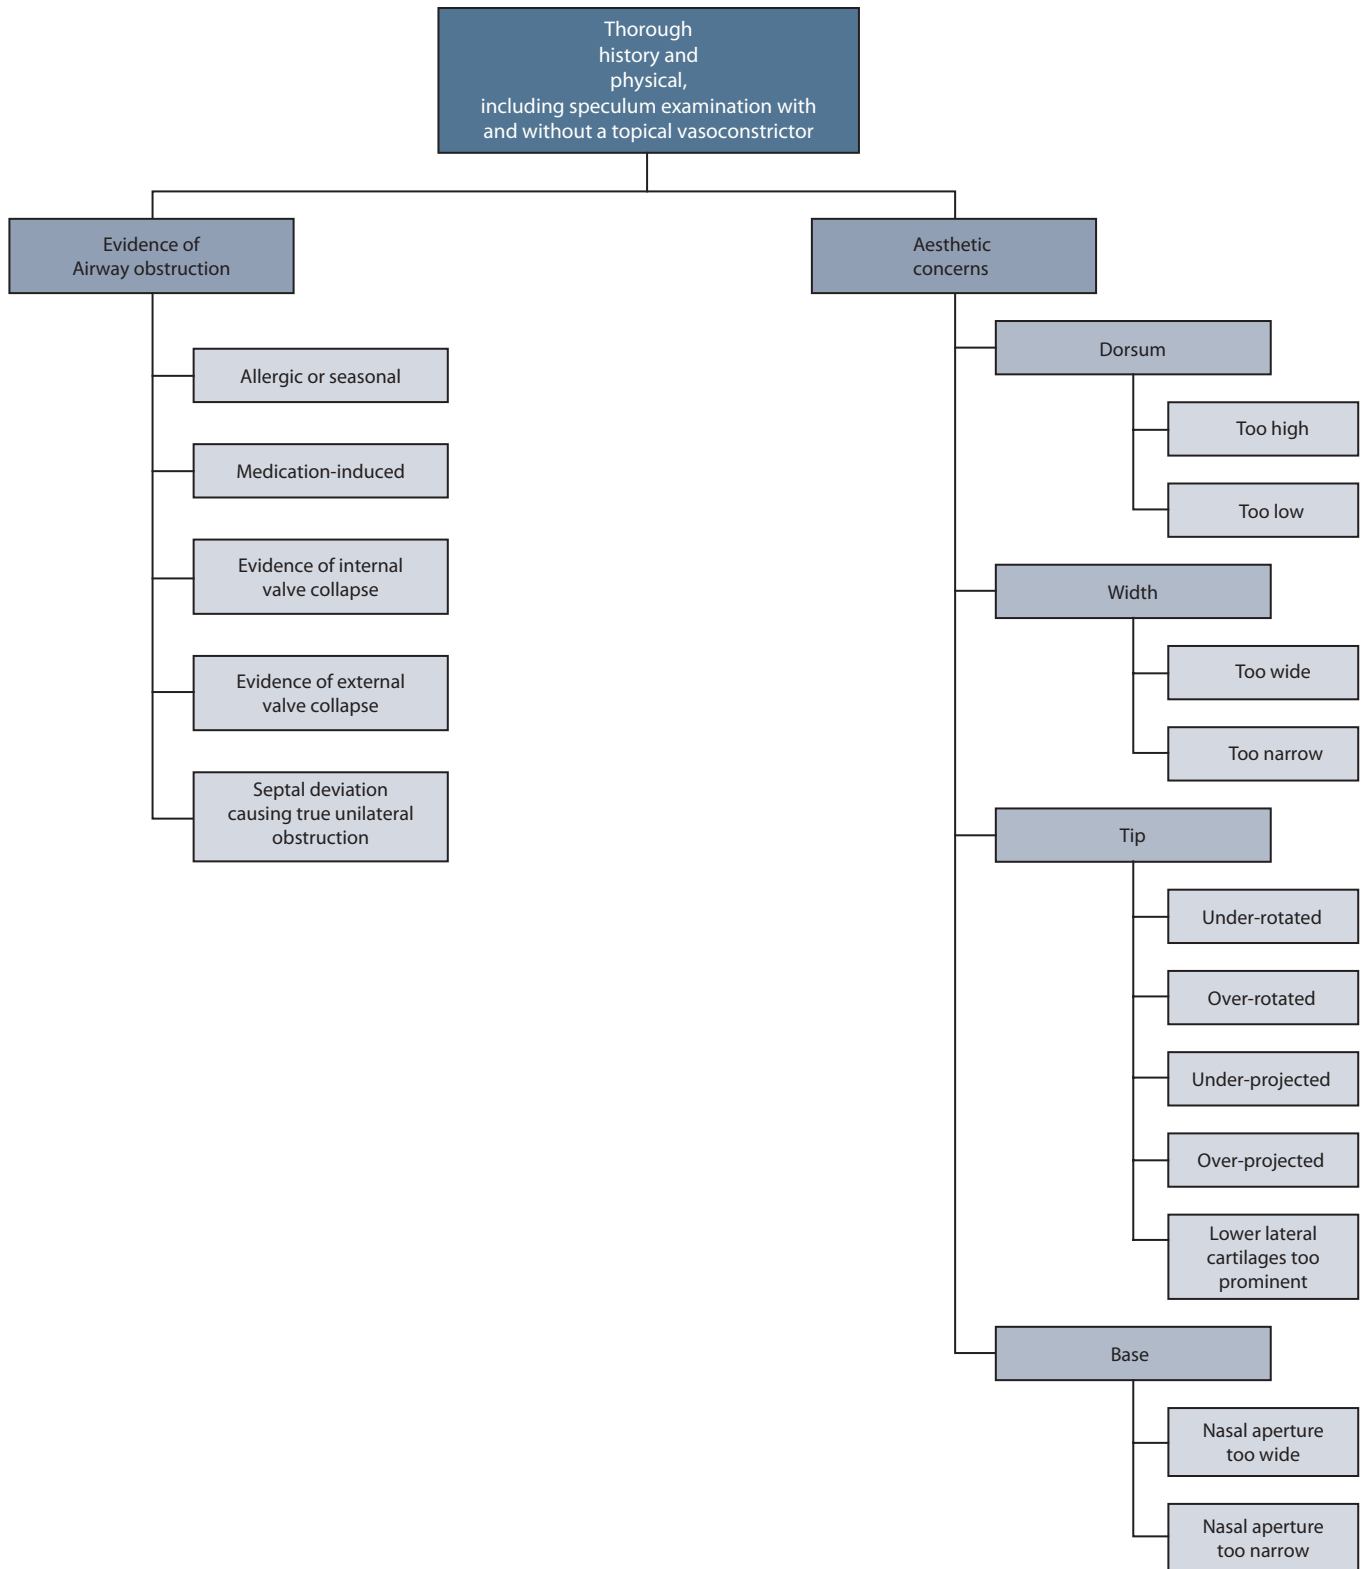 Thorough
history and
physical,
including speculum examination with
and without a topical vasoconstrictor
Evidence of
Airway obstruction
Allergic or seasonal
Medication-induced
Evidence of internal
valve collapse
Evidence of external
valve collapse
Septal deviation
causing true unilateral
obstruction
Aesthetic
concerns
Dorsum
Too high
Too low
Width
Too wide
Too narrow
Tip
Under-rotated
Over-rotated
Under-projected
Over-projected
Lower lateral
cartilages too
prominent
Base
Nasal aperture
too wide
Nasal aperture
too narrow